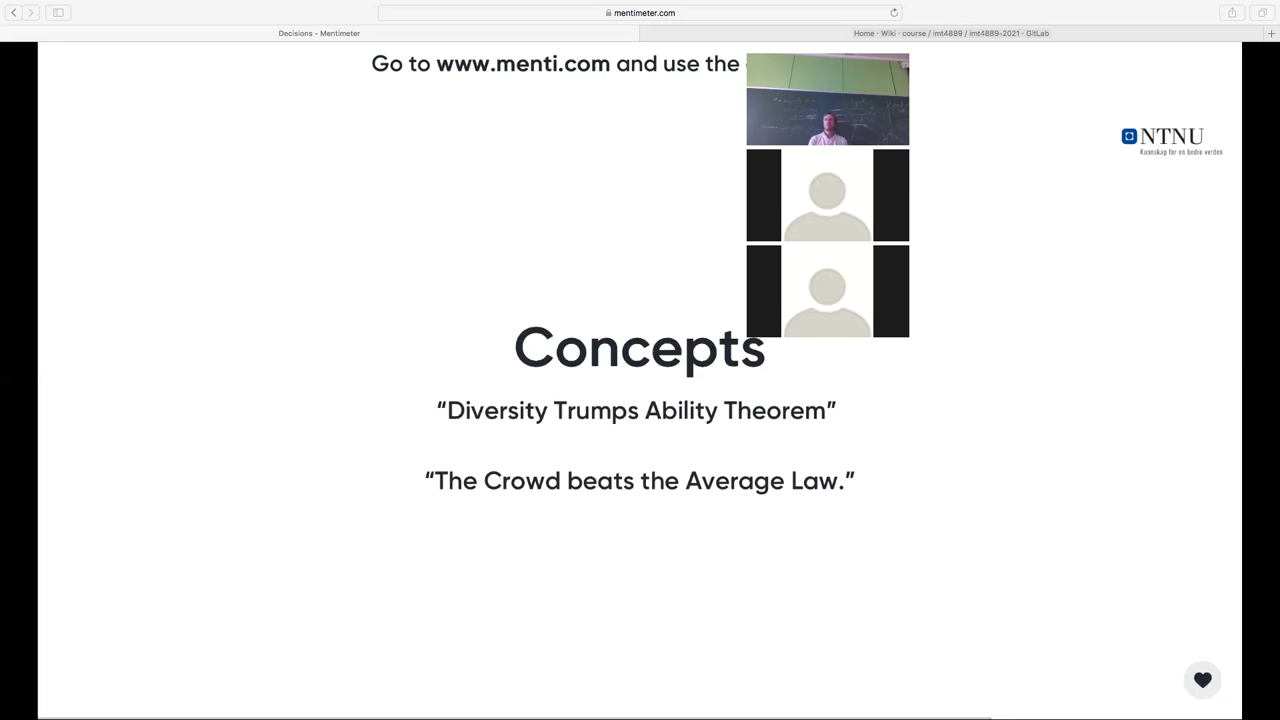 mentimeter.com
Decisions - Mentimeter
Home · Wiki · course / imt4889 / imt4889-2021 · GitLab
Go to www.menti.com and use the
NTNU
Kunnskap for en bedre verden
Concepts
“Diversity Trumps Ability Theorem”
“The Crowd beats the Average Law.”